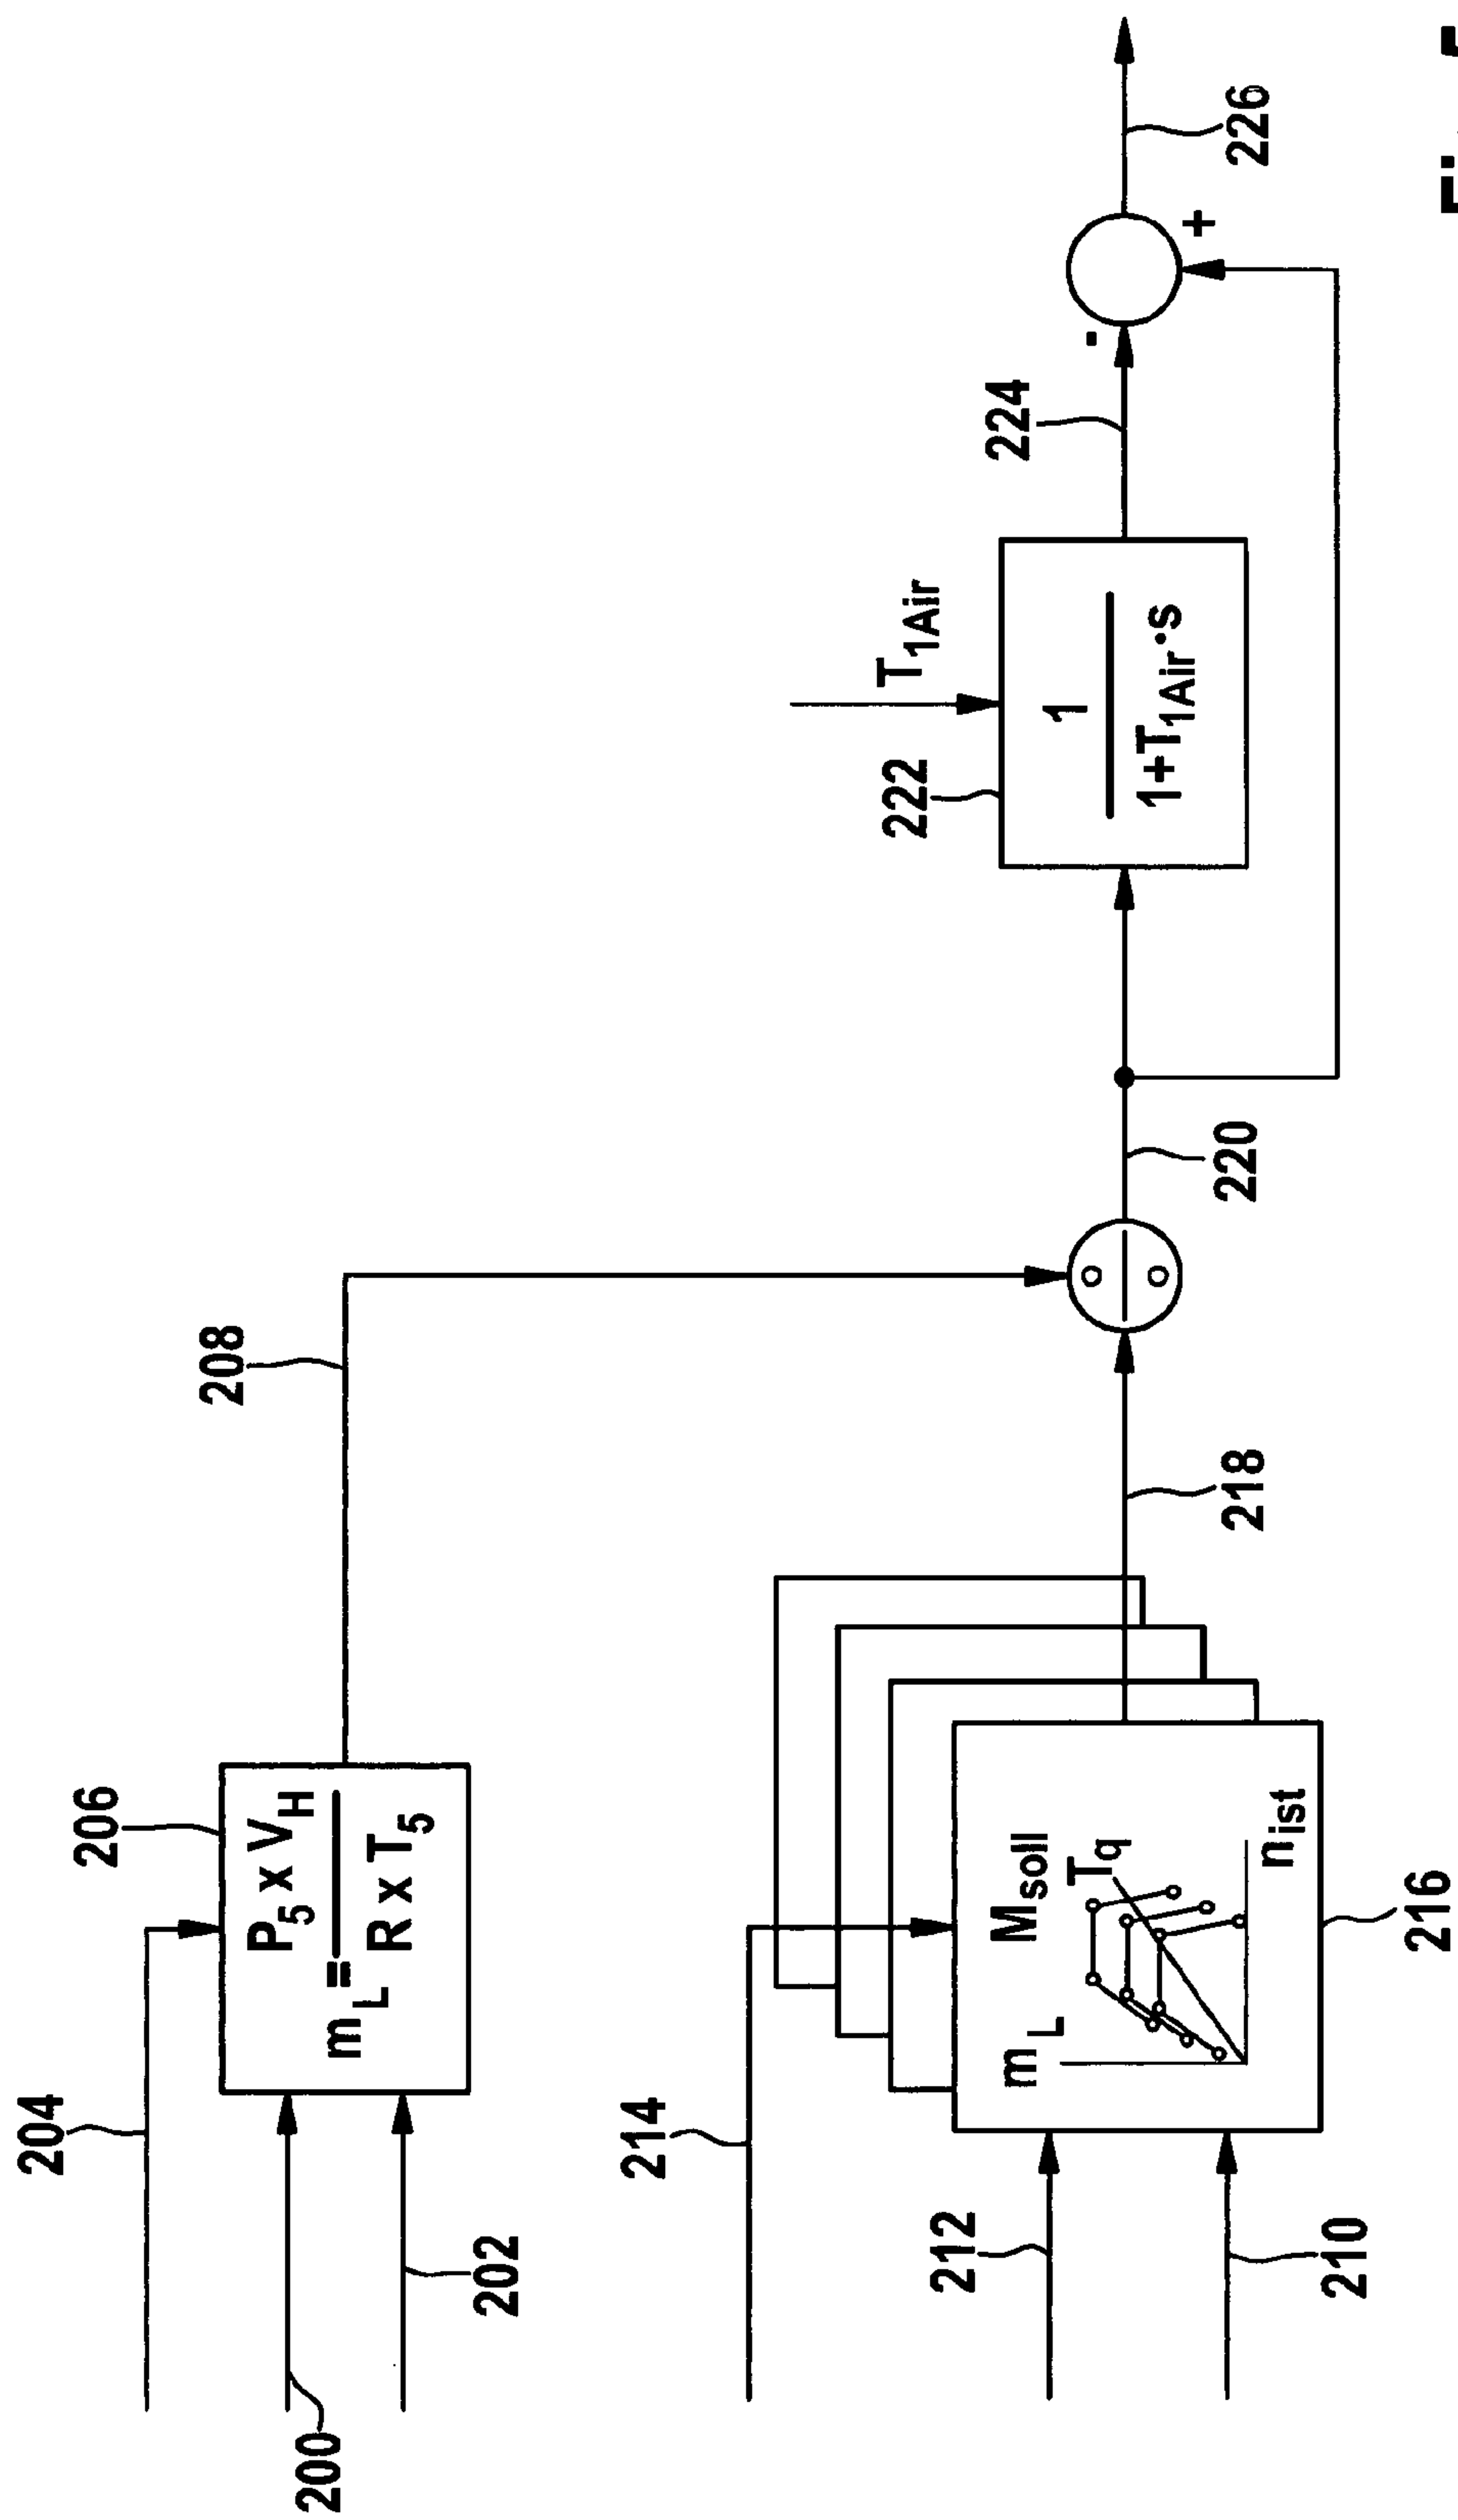 204
206
200
P5 x VH
mL=
R x T5
202
208
214
212
210
mL Msoll
Tq
nist
216
218
220
222
T1Air
1
1+T1Air•s
224
-
+
226